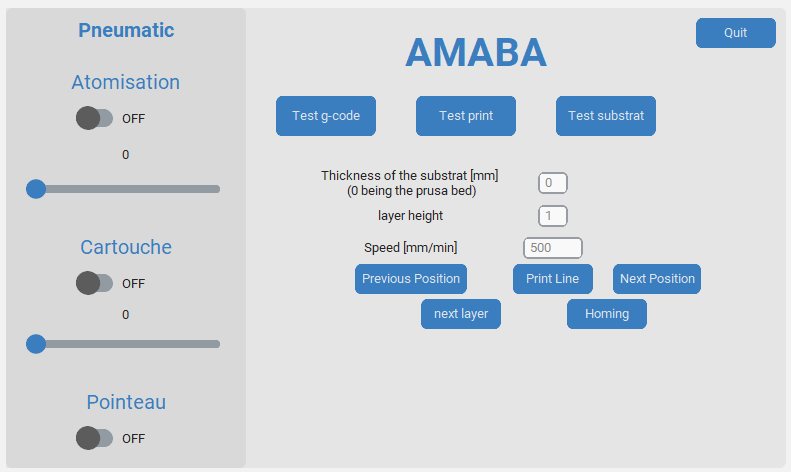 Pneumatic
Atomisation
OFF
0
Cartouche
OFF
0
Pointeau
OFF
Quit
AMABA
Test g-code
Test print
Test substrat
Thickness of the substrat [mm]
(0 being the prusa bed)
0
layer height
1
Speed [mm/min]
500
Previous Position
Print Line
Next Position
next layer
Homing